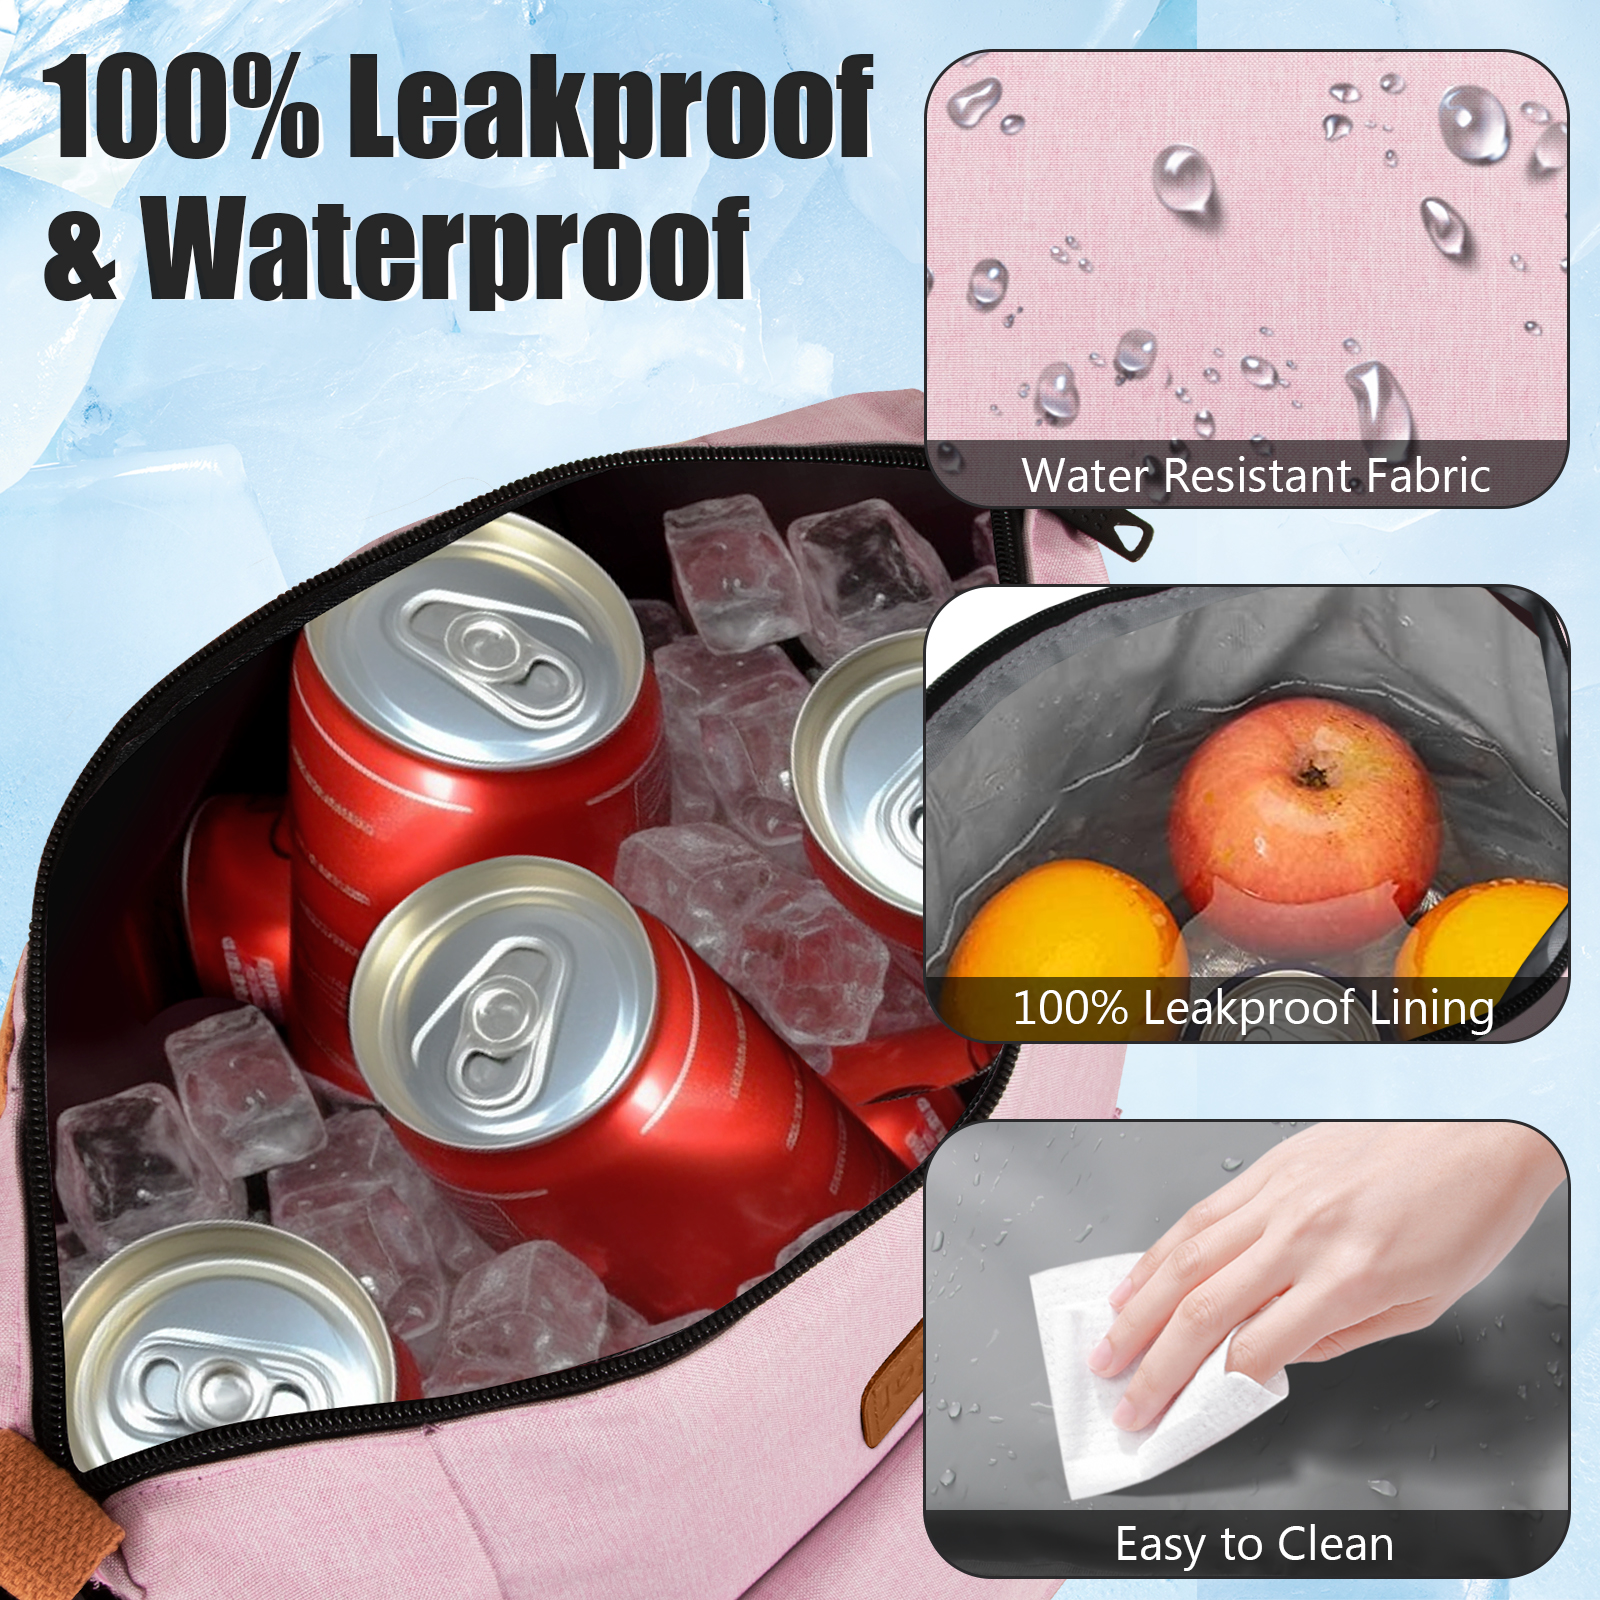 100% Leakproof
& Waterproof
Water Resistant Fabric
100% Leakproof Lining
Easy to Clean